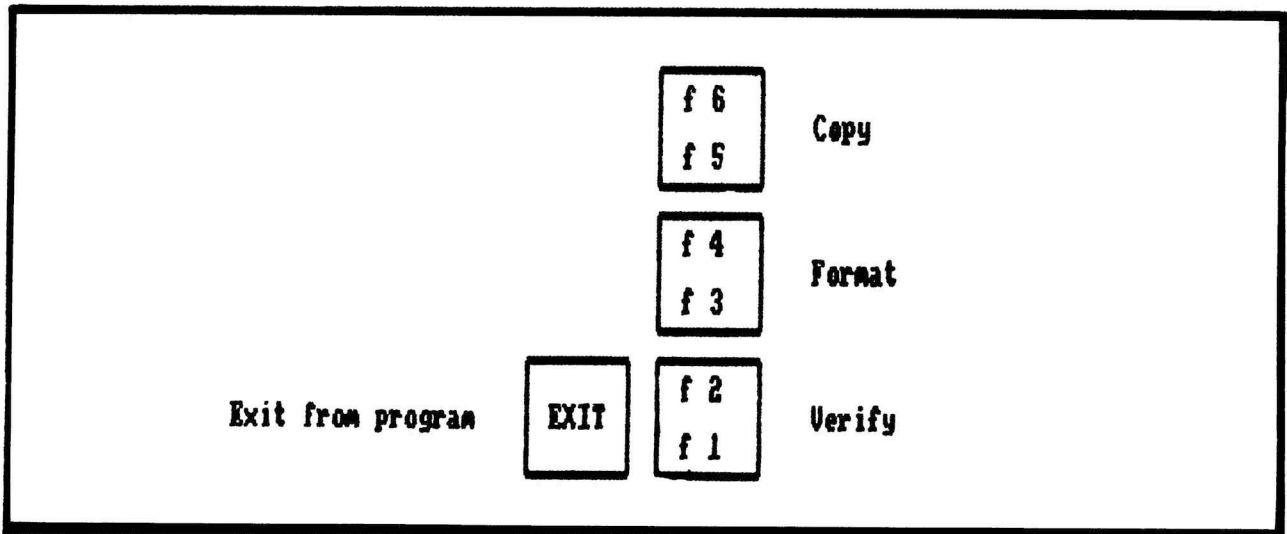 f 6
Copy
f 5
f 4
Format
f 3
f 2
Exit from program EXIT Verify
f 1